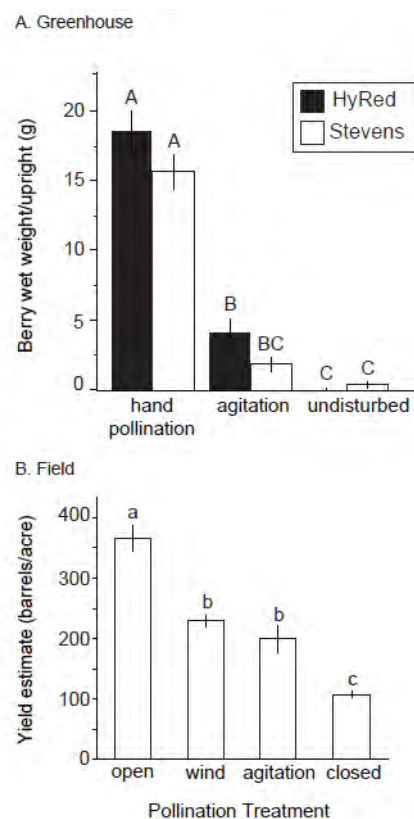 A. Greenhouse
Berry wet weight/upright (g)
20
15
10
5
0
HyRed
Stevens
A
A
B
BC
C
C
hand
pollination
agitation
undisturbed
B. Field
Yield estimate (barrels/acre)
400
300
200
100
0
a
b
b
c
open
wind
agitation
closed
Pollination Treatment